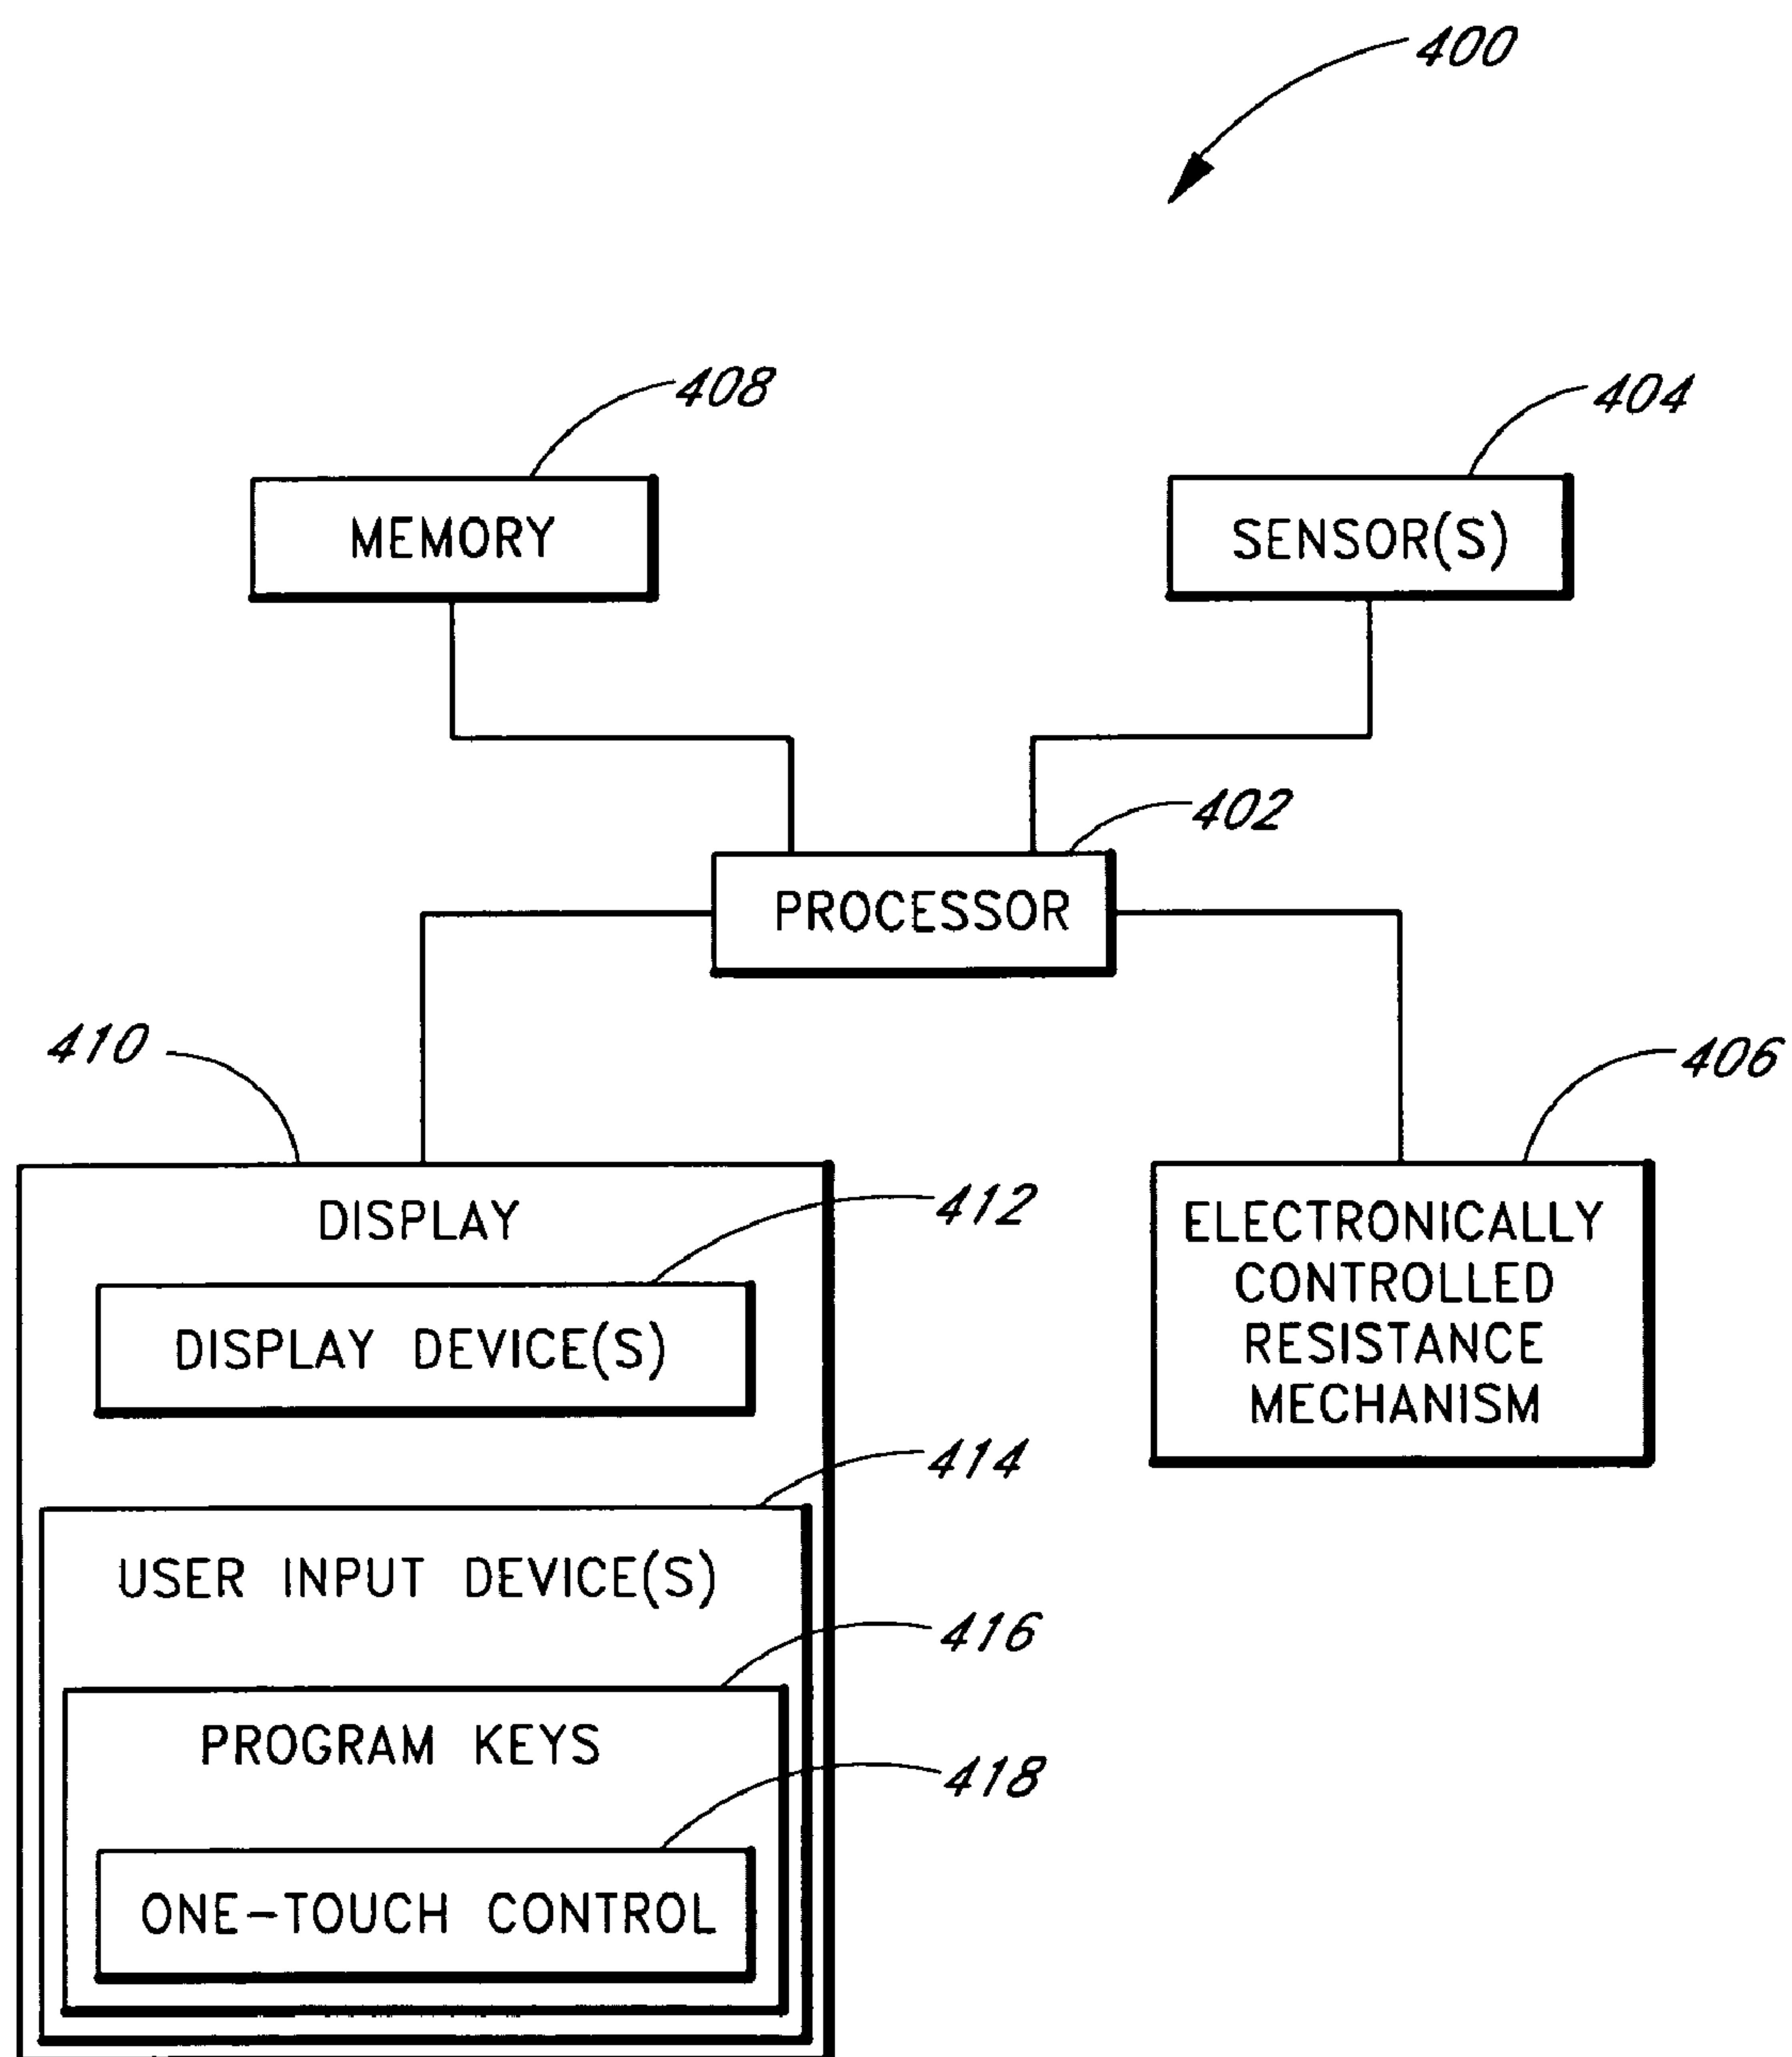 400
408
404
MEMORY
SENSOR(S)
402
PROCESSOR
410
406
DISPLAY
412
DISPLAY DEVICE(S)
ELECTRONICALLY
CONTROLLED
RESISTANCE
MECHANISM
414
USER INPUT DEVICE(S)
416
PROGRAM KEYS
418
ONE-TOUCH CONTROL